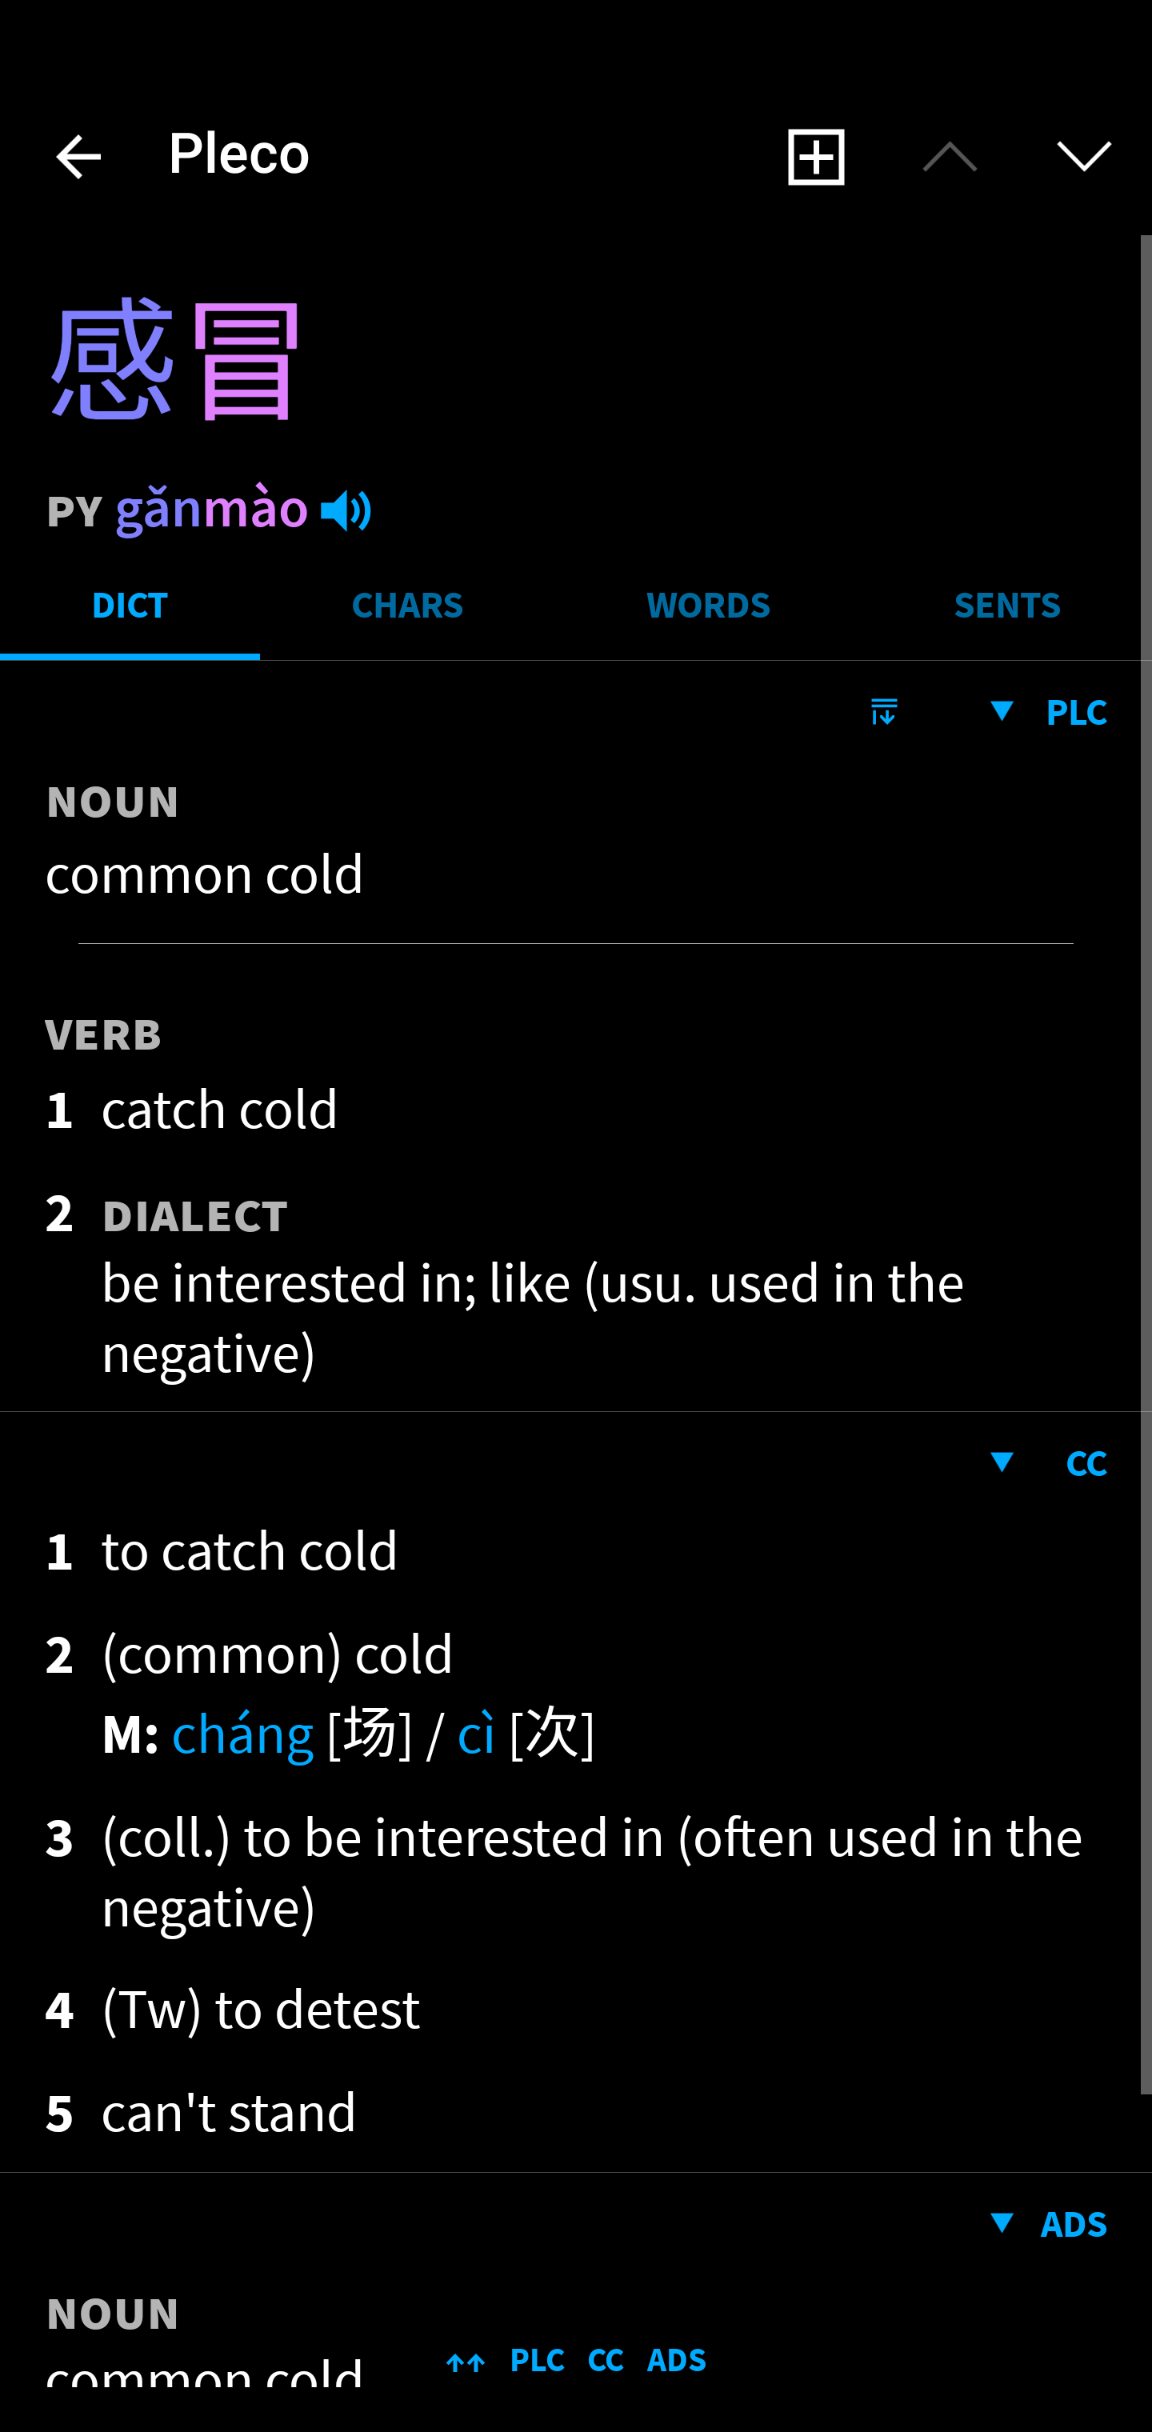 Pleco
感冒
PY gǎnmào
DICT CHARS WORDS SENTS
PLC
NOUN
common cold
VERB
1 catch cold
2 DIALECT
be interested in; like (usu. used in the
negative)
CC
1 to catch cold
2 (common) cold
M: cháng [场] / cì [次]
3 (coll.) to be interested in (often used in the
negative)
4 (Tw) to detest
5 can't stand
ADS
NOUN
common cold
PLC CC ADS